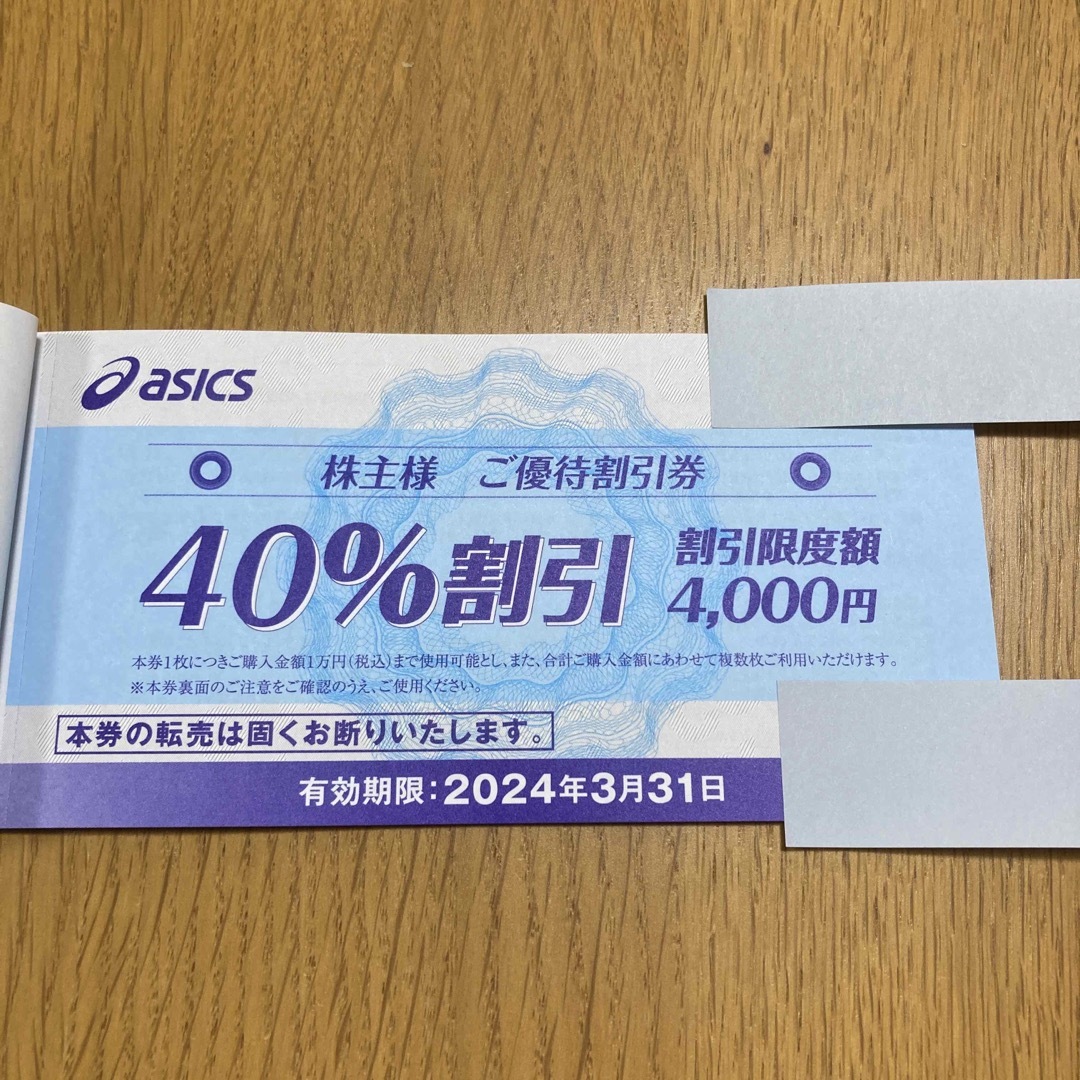 asics
株主様 ご優待割引券
40%割引
割引限度額
4,000円
本券1枚につきご購入金額1万円(税込)まで使用可能とし、また、合計ご購入金額にあわせて複数枚ご利用いただけます。
※本券裏面のご注意をご確認のうえ、ご使用ください。
本券の転売は固くお断りいたします。
有効期限:2024年3月31日